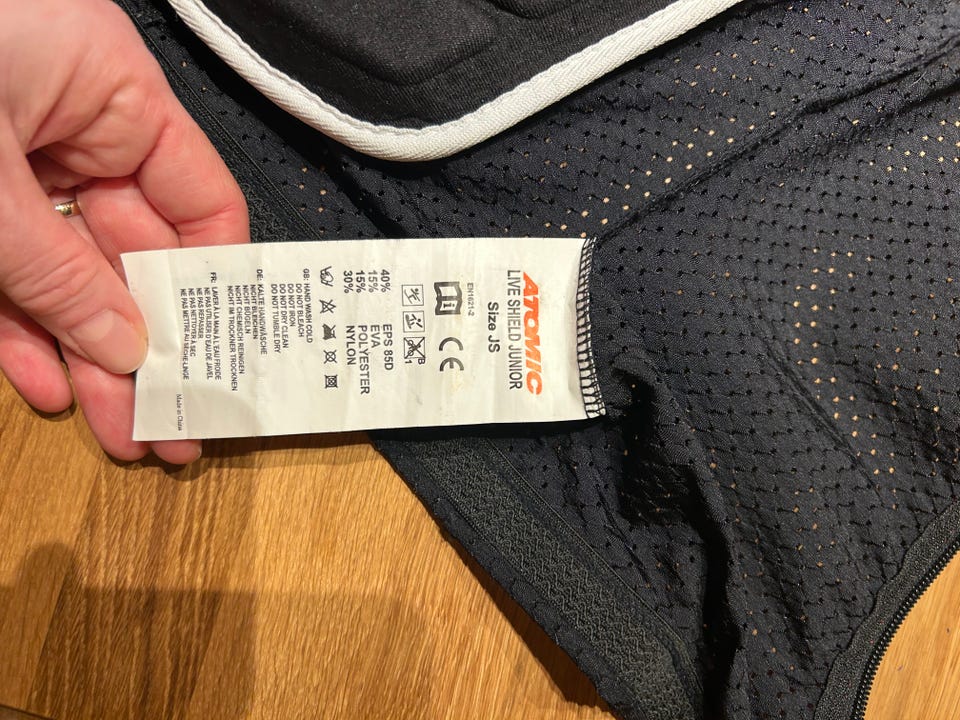 ATOMIC
LIVE SHIELD JUNIOR
Size JS
EN1621-2
CE
B
1
40% EPS 85D
15% EVA
15% POLYESTER
30% NYLON
GB: HAND WASH COLD
DO NOT BLEACH
DO NOT IRON
DO NOT DRY CLEAN
DO NOT TUMBLE DRY
DE: KALTE HANDWÄSCHE
NICHT BLEICHEN
NICHT BÜGELN
NICHT CHEMISCH REINIGEN
NICHT IM TROCKNER TROCKNEN
FR: LAVER À LA MAIN À L'EAU FROIDE
NE PAS UTILISER D'EAU DE JAVEL
NE PAS REPASSER
NE PAS NETTOYER A SEC
NE PAS METTRE AU SÈCHE-LINGE
Made in China